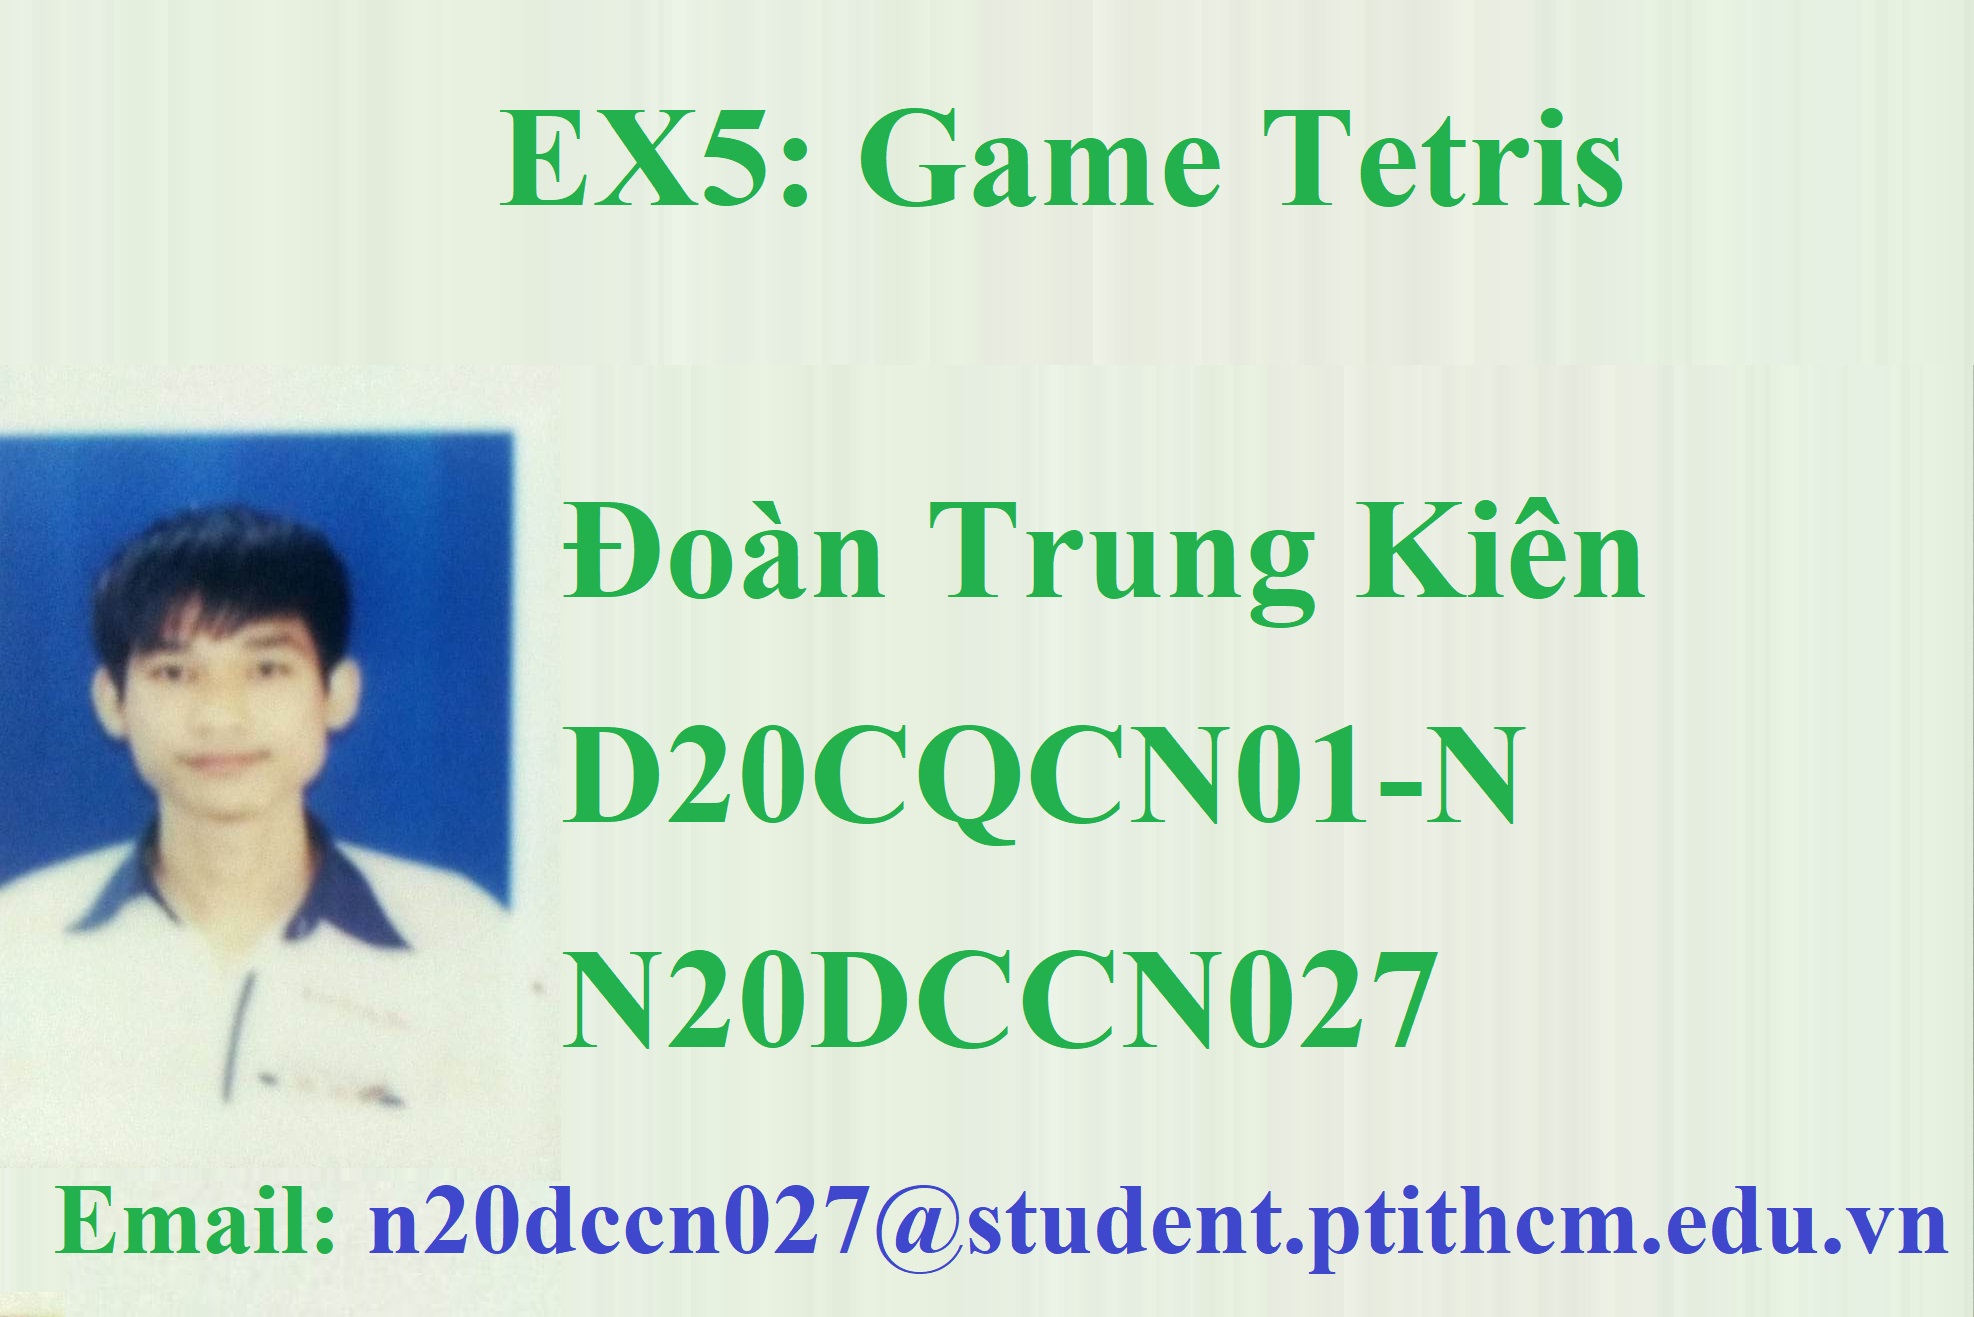 EX5: Game Tetris
Đoàn Trung Kiên
D20CQCN01-N
N20DCCN027
Email: n20dccn027@student.ptithcm.edu.vn